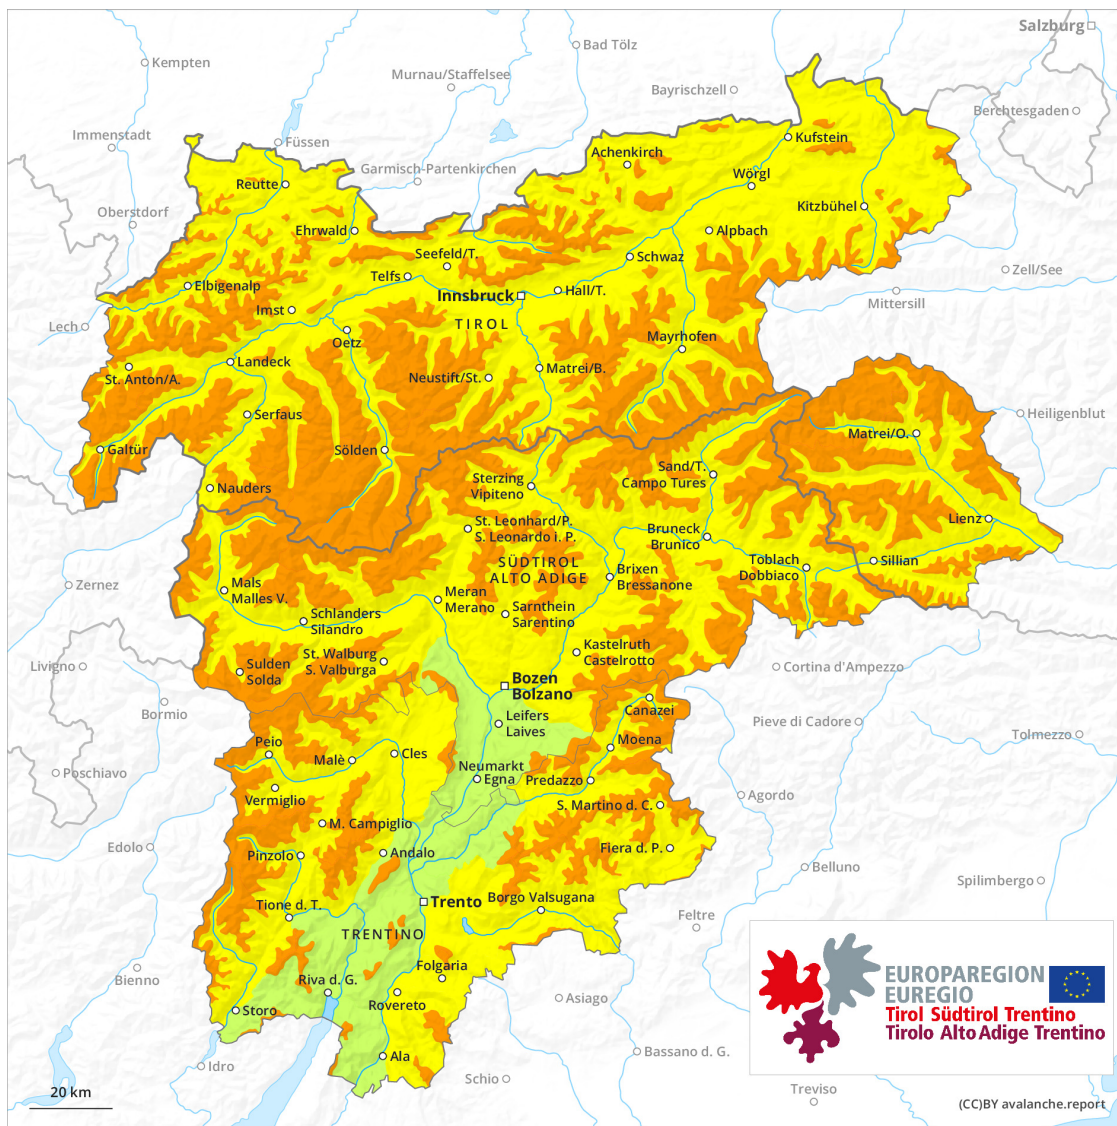 Salzburg
Bad Tölz
Kempten
Murnau/Staffelsee
Bayrischzell
Berchtesgaden
Immenstadt
Füssen
Kufstein
Achenkirch
Garmisch-Partenkirchen
Wörgl
Reutte
Oberstdorf
Kitzbühel
Ehrwald
Alpbach
Seefeld/T.
Schwaz
Zell/See
Telfs
Elbigenalp
Innsbruck
Hall/T.
Mittersill
Imst
TIROL
Lech
Oetz
Mayrhofen
Landeck
Matrei/B.
St. Anton/A.
Neustift/St.
Serfaus
Heiligenblut
Matrei/O.
Galtür
Sölden
Sand/T.
Campo Tures
Sterzing
Vipiteno
Nauders
Lienz
St. Leonhard/P.
S. Leonardo i. P.
Bruneck
Brunico
SÜDTIROL
ALTO ADIGE
Toblach
Dobbiaco
Sillian
Zernez
Mals
Malles V.
Brixen
Bressanone
Meran
Merano
Schlanders
Silandro
Sarnthein
Sarentino
Kastelruth
Castelrotto
Livigno
St. Walburg
S. Valburga
Cortina d'Ampezzo
Sulden
Solda
Bozen
Bolzano
Bormio
Canazei
Leifers
Laives
Pieve di Cadore
Tolmezzo
Peio
Moena
Cles
Malè
Poschiavo
Neumarkt
Egna
Predazzo
Vermiglio
Agordo
S. Martino d. C.
M. Campiglio
Edolo
Pinzolo
Andalo
Fiera d. P.
Belluno
Spilimbergo
Borgo Valsugana
Trento
Tione d. T.
Feltre
TRENTINO
Folgaria
Bienno
Riva d. G.
Rovereto
Asiago
Storo
EUROPAREGION
EUREGIO
Tirol Südtirol Trentino
Tirolo Alto Adige Trentino
Ala
Bassano d. G.
Idro
Schio
Treviso
20 km
(CC)BY avalanche.report